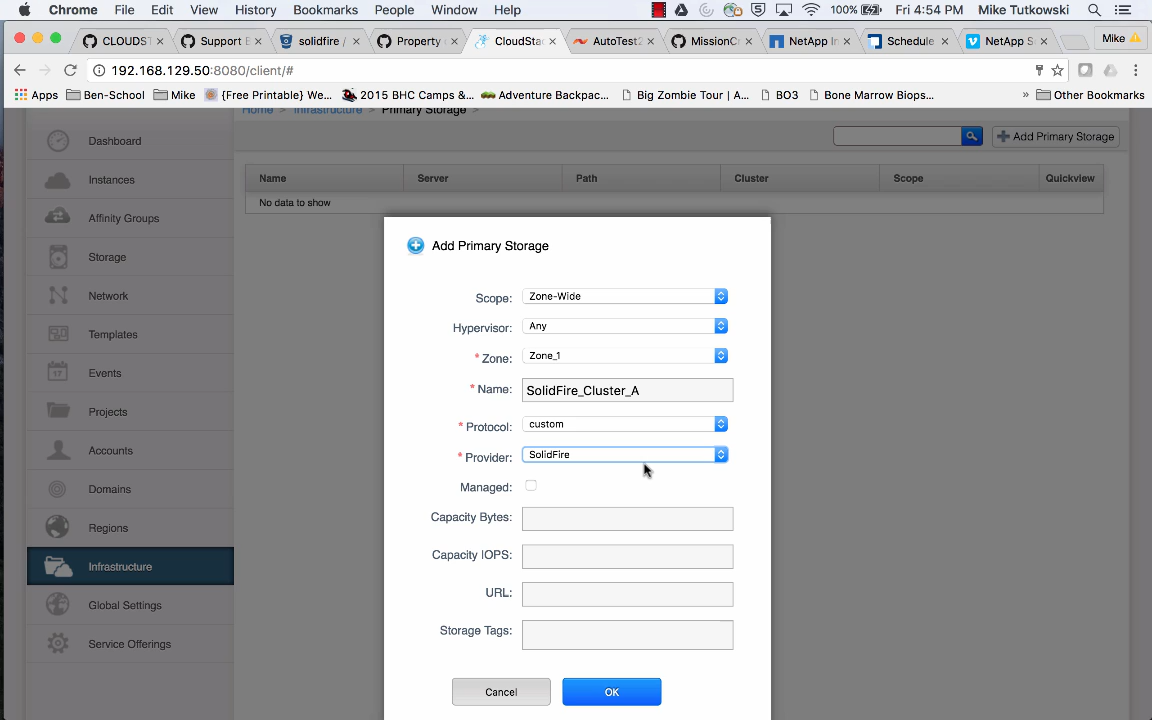 Chrome File Edit View History Bookmarks People Window Help 100% Fri 4:54 PM Mike Tutkowski
CLOUDST Support E solidfire / Property CloudStac AutoTest2 MissionCr NetApp In Schedule NetApp S Mike
192.168.129.50:8080/client/#
Apps Ben-School Mike {Free Printable} We... 2015 BHC Camps &... Adventure Backpac... Big Zombie Tour | A... BO3 Bone Marrow Biops... » Other Bookmarks
Home > Infrastructure > Primary Storage >
Add Primary Storage
Dashboard
Instances
Affinity Groups
Storage
Network
Templates
Events
Projects
Accounts
Domains
Regions
Infrastructure
Global Settings
Service Offerings
Name Server Path Cluster Scope Quickview
No data to show
Add Primary Storage
Scope: Zone-Wide
Hypervisor: Any
* Zone: Zone_1
* Name: SolidFire_Cluster_A
* Protocol: custom
* Provider: SolidFire
Managed:
Capacity Bytes:
Capacity IOPS:
URL:
Storage Tags:
Cancel OK